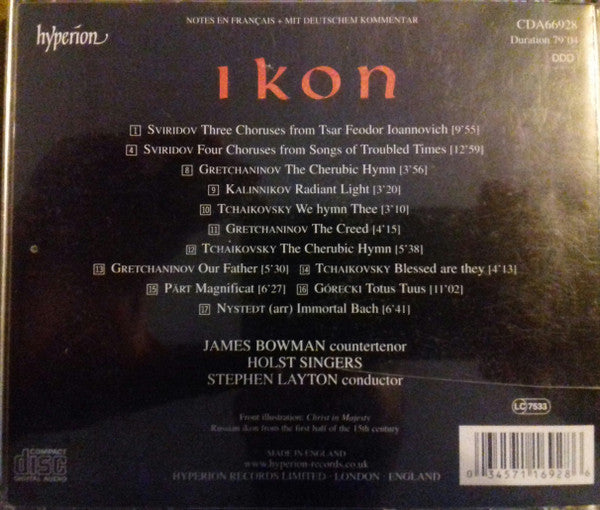 NOTES EN FRANÇAIS + MIT DEUTSCHEM KOMMENTAR
hyperion
CDA66928
Duration 79'04
DDD
ikon
1 SVIRIDOV Three Choruses from Tsar Feodor Ioannovich [9'55]
4 SVIRIDOV Four Choruses from Songs of Troubled Times [12'59]
8 GRETCHANINOV The Cherubic Hymn [3'56]
9 KALINNIKOV Radiant Light [3'20]
10 TCHAIKOVSKY We hymn Thee [3'10]
11 GRETCHANINOV The Creed [4'15]
12 TCHAIKOVSKY The Cherubic Hymn [5'38]
13 GRETCHANINOV Our Father [5'30] 14 TCHAIKOVSKY Blessed are they [4'13]
15 PÄRT Magnificat [6'27] 16 GÓRECKI Totus Tuus [11'02]
17 NYSTEDT (arr) Immortal Bach [6'41]
JAMES BOWMAN countertenor
HOLST SINGERS
STEPHEN LAYTON conductor
LC 7533
Front illustration: Christ in Majesty
Russian ikon from the first half of the 15th century
COMPACT
disc
DIGITAL AUDIO
MADE IN ENGLAND
www.hyperion-records.co.uk
HYPERION RECORDS LIMITED · LONDON · ENGLAND
0 34571 16928 6